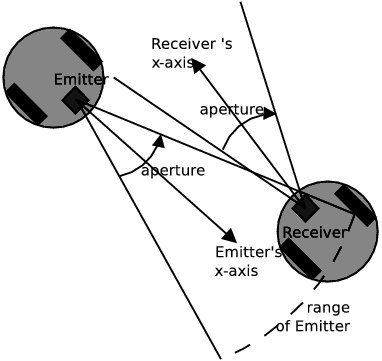 Receiver 's
x-axis
Emitter
aperture
aperture
Receiver
Emitter's
x-axis
range
of Emitter